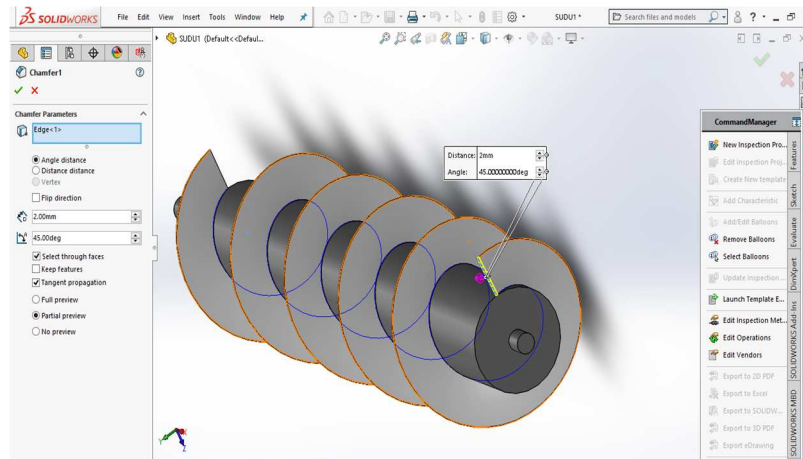 SOLIDWORKS File Edit View Insert Tools Window Help SUDU1 * Search files and models
SUDU1 (Default<<Defaul...
Chamfer1
Chamfer Parameters
Edge<1>
Angle distance
Distance distance
Vertex
Flip direction
2.00mm
45.00deg
Select through faces
Keep features
Tangent propagation
Full preview
Partial preview
No preview
Distance: 2mm
Angle: 45.00000000deg
Y X Z
CommandManager
New Inspection Pro...
Edit Inspection Proj...
Create New template
Add Characteristic
Add/Edit Balloons
Remove Balloons
Select Balloons
Update Inspection ...
Launch Template E...
Edit Inspection Met...
Edit Operations
Edit Vendors
Export to 2D PDF
Export to Excel
Export to SOLIDW...
Export to 3D PDF
Export eDrawing
Features
Sketch
Evaluate
DimXpert
SOLIDWORKS Add-Ins
SOLIDWORKS MBD